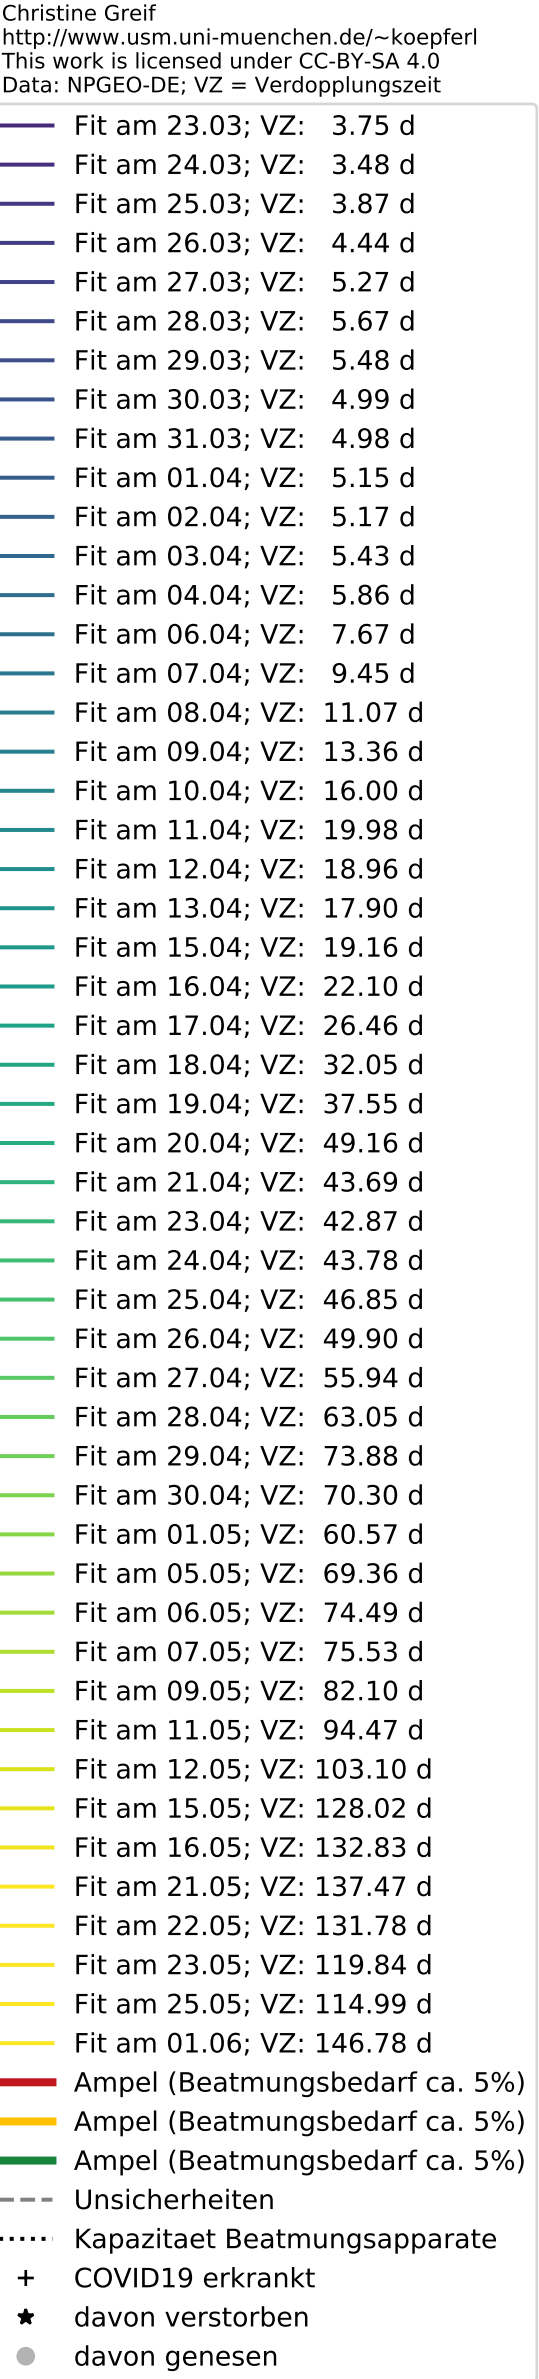 Christine Greif
http://www.usm.uni-muenchen.de/~koepferl
This work is licensed under CC-BY-SA 4.0
Data: NPGEO-DE; VZ = Verdopplungszeit
Fit am 23.03; VZ: 3.75 d
Fit am 24.03; VZ: 3.48 d
Fit am 25.03; VZ: 3.87 d
Fit am 26.03; VZ: 4.44 d
Fit am 27.03; VZ: 5.27 d
Fit am 28.03; VZ: 5.67 d
Fit am 29.03; VZ: 5.48 d
Fit am 30.03; VZ: 4.99 d
Fit am 31.03; VZ: 4.98 d
Fit am 01.04; VZ: 5.15 d
Fit am 02.04; VZ: 5.17 d
Fit am 03.04; VZ: 5.43 d
Fit am 04.04; VZ: 5.86 d
Fit am 06.04; VZ: 7.67 d
Fit am 07.04; VZ: 9.45 d
Fit am 08.04; VZ: 11.07 d
Fit am 09.04; VZ: 13.36 d
Fit am 10.04; VZ: 16.00 d
Fit am 11.04; VZ: 19.98 d
Fit am 12.04; VZ: 18.96 d
Fit am 13.04; VZ: 17.90 d
Fit am 15.04; VZ: 19.16 d
Fit am 16.04; VZ: 22.10 d
Fit am 17.04; VZ: 26.46 d
Fit am 18.04; VZ: 32.05 d
Fit am 19.04; VZ: 37.55 d
Fit am 20.04; VZ: 49.16 d
Fit am 21.04; VZ: 43.69 d
Fit am 23.04; VZ: 42.87 d
Fit am 24.04; VZ: 43.78 d
Fit am 25.04; VZ: 46.85 d
Fit am 26.04; VZ: 49.90 d
Fit am 27.04; VZ: 55.94 d
Fit am 28.04; VZ: 63.05 d
Fit am 29.04; VZ: 73.88 d
Fit am 30.04; VZ: 70.30 d
Fit am 01.05; VZ: 60.57 d
Fit am 05.05; VZ: 69.36 d
Fit am 06.05; VZ: 74.49 d
Fit am 07.05; VZ: 75.53 d
Fit am 09.05; VZ: 82.10 d
Fit am 11.05; VZ: 94.47 d
Fit am 12.05; VZ: 103.10 d
Fit am 15.05; VZ: 128.02 d
Fit am 16.05; VZ: 132.83 d
Fit am 21.05; VZ: 137.47 d
Fit am 22.05; VZ: 131.78 d
Fit am 23.05; VZ: 119.84 d
Fit am 25.05; VZ: 114.99 d
Fit am 01.06; VZ: 146.78 d
Ampel (Beatmungsbedarf ca. 5%)
Ampel (Beatmungsbedarf ca. 5%)
Ampel (Beatmungsbedarf ca. 5%)
Unsicherheiten
Kapazitaet Beatmungsapparate
COVID19 erkrankt
davon verstorben
davon genesen